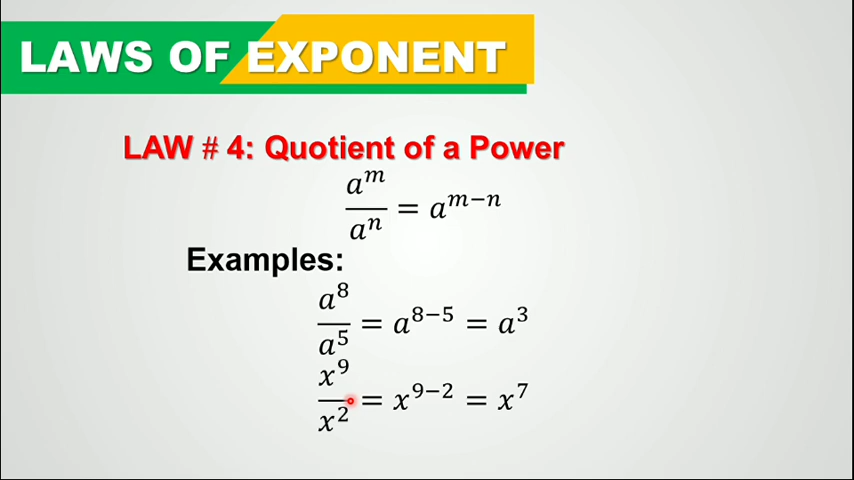 LAWS OF EXPONENT
LAW # 4: Quotient of a Power
a^m/a^n = a^(m−n)
Examples:
a^8/a^5 = a^(8−5) = a^3
x^9/x^2 = x^(9−2) = x^7